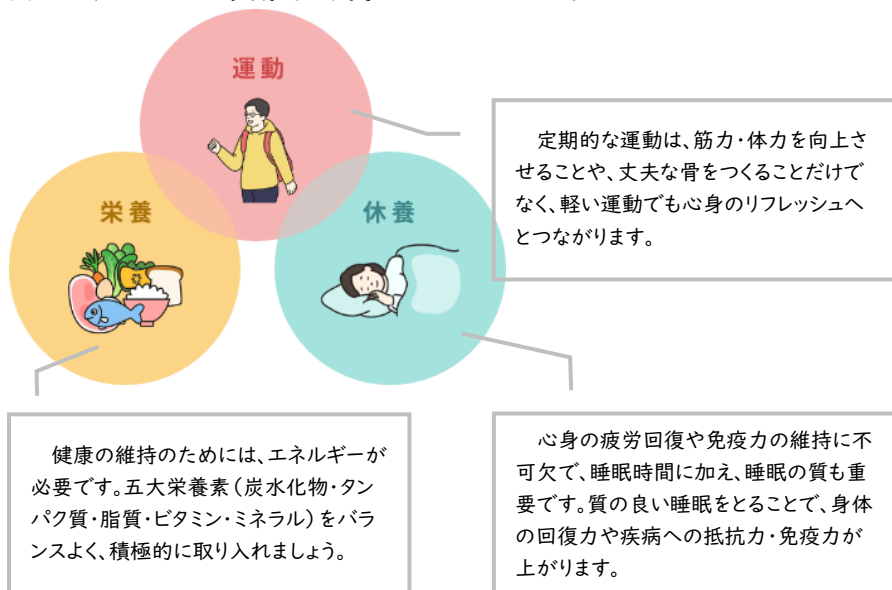 運動
定期的な運動は、筋力・体力を向上さ
せることや、丈夫な骨をつくることだけで
なく、軽い運動でも心身のリフレッシュへ
とつながります。
栄養
休養
健康の維持のためには、エネルギーが
必要です。五大栄養素(炭水化物・タン
パク質・脂質・ビタミン・ミネラル)をバラ
ンスよく、積極的に取り入れましょう。
心身の疲労回復や免疫力の維持に不
可欠で、睡眠時間に加え、睡眠の質も重
要です。質の良い睡眠をとることで、身体
の回復力や疾病への抵抗力・免疫力が
上がります。